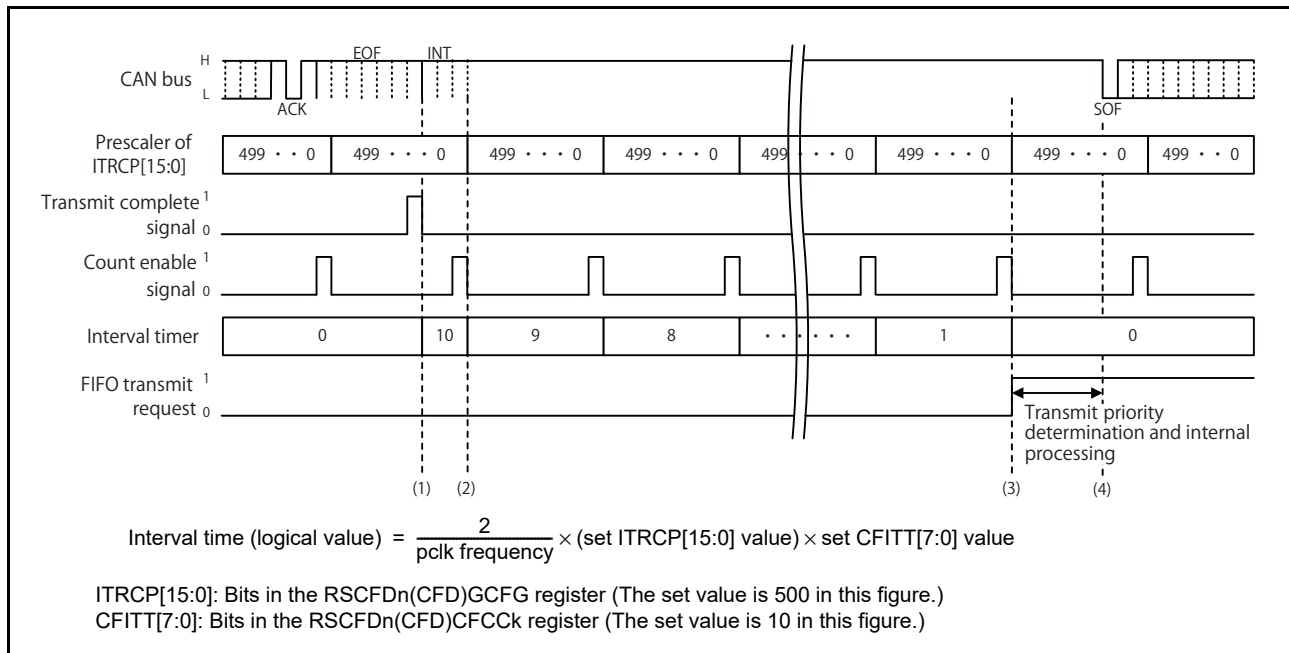 EOF INT
H
CAN bus
L
ACK
SOF
Prescaler of
ITRCP[15:0]
499 · · 0 499 · · · 0 499 · · · 0 499 · · · 0 499 · · · 0 499 · · · 0 499 · · · 0 499 · · 0
Transmit complete 1
signal 0
Count enable 1
signal 0
Interval timer 0 10 9 8 · · · · · · 1 0
FIFO transmit 1
request 0
Transmit priority
determination and internal
processing
(1) (2) (3) (4)
Interval time (logical value) = 2 / pclk frequency × (set ITRCP[15:0] value) × set CFITT[7:0] value
ITRCP[15:0]: Bits in the RSCFDn(CFD)GCFG register (The set value is 500 in this figure.)
CFITT[7:0]: Bits in the RSCFDn(CFD)CFCCk register (The set value is 10 in this figure.)